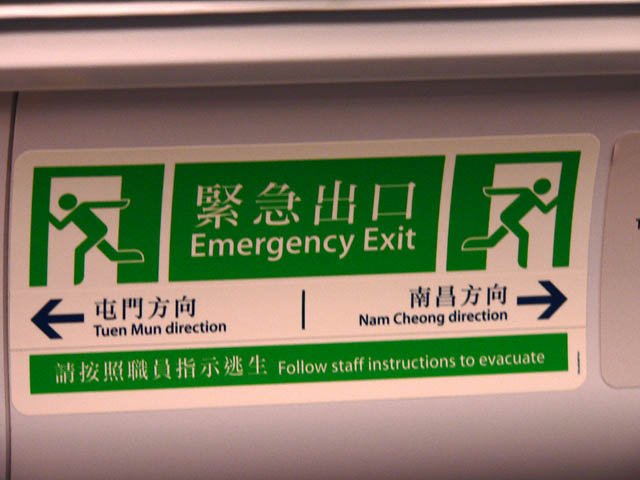 緊急出口
Emergency Exit
屯門方向
Tuen Mun direction
南昌方向
Nam Cheong direction
請按照職員指示逃生 Follow staff instructions to evacuate